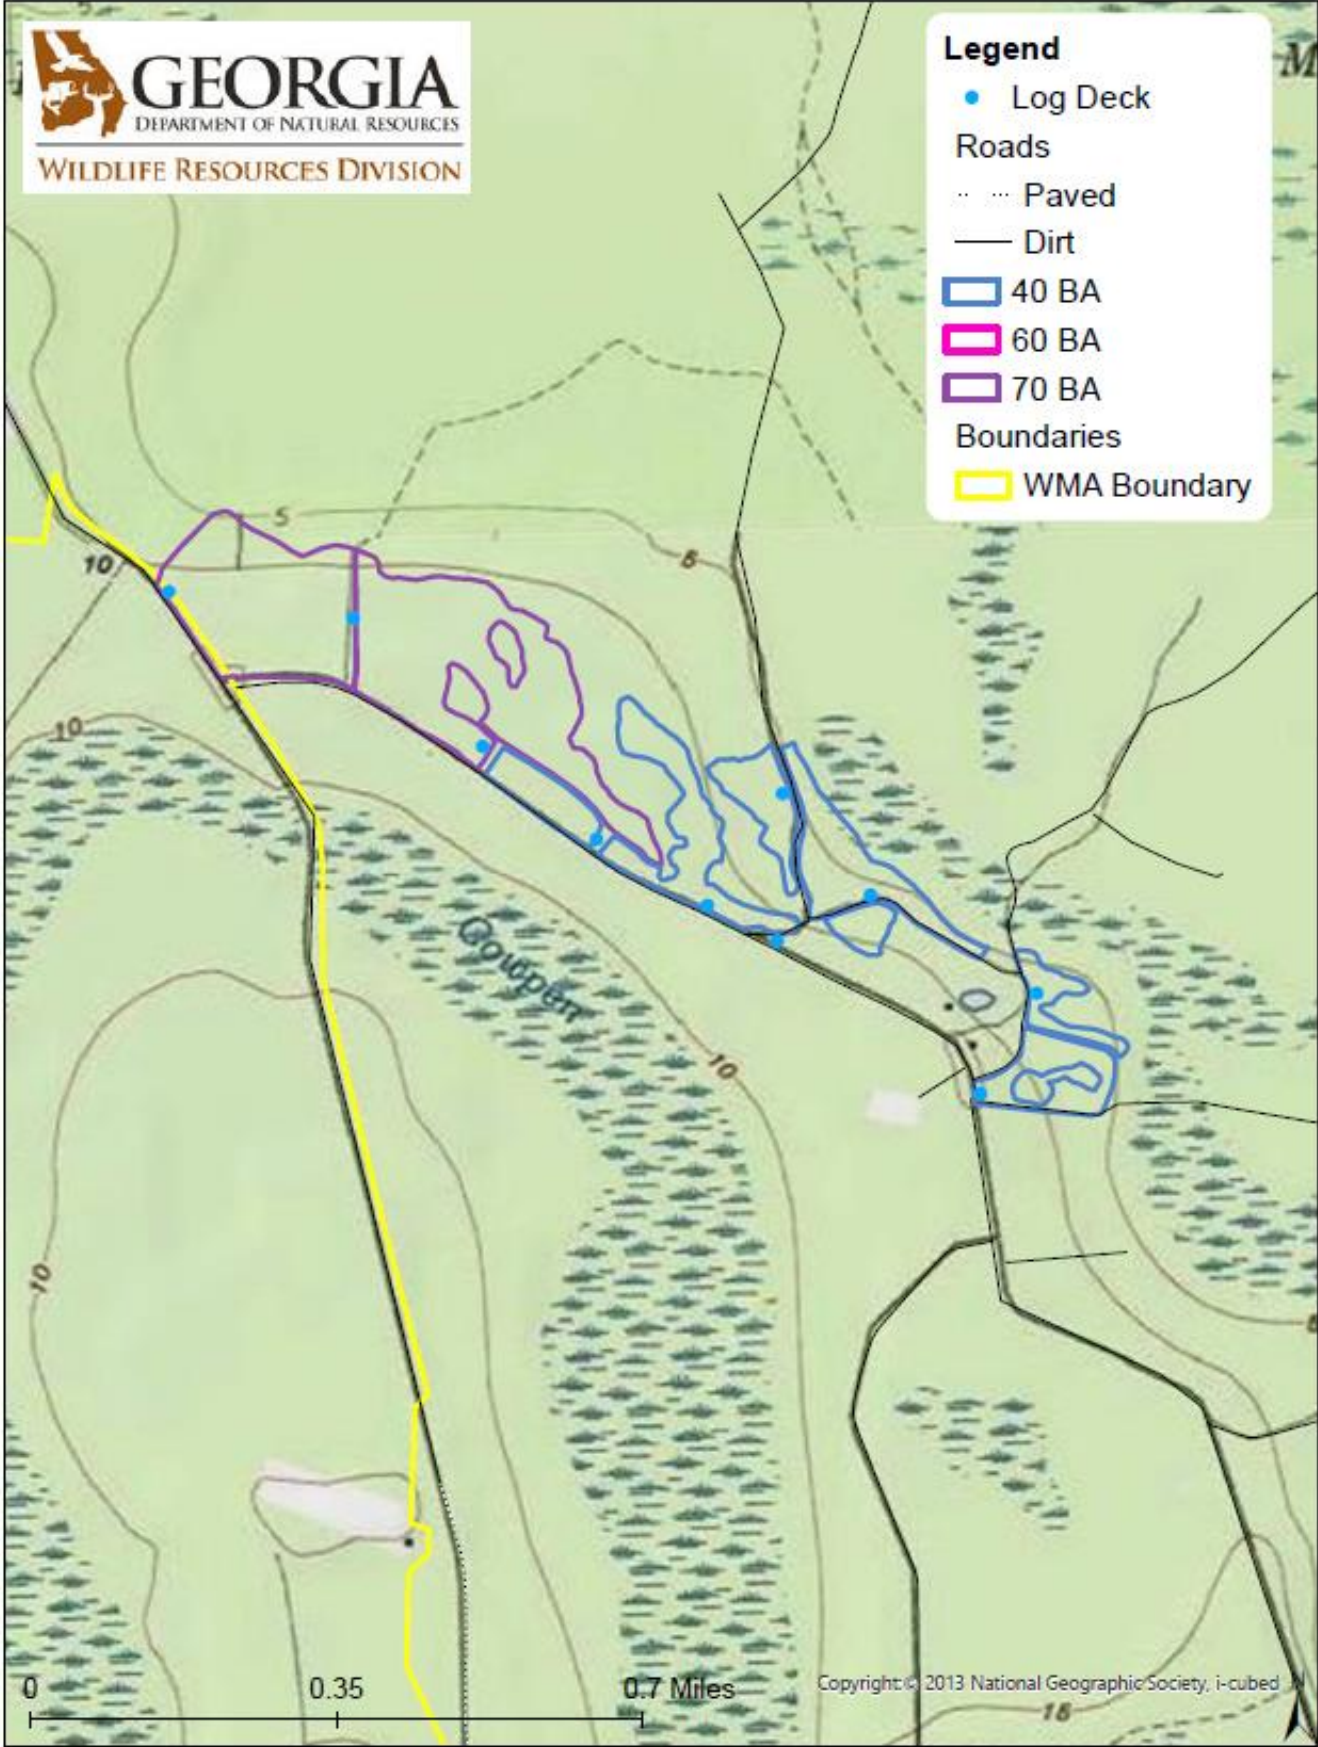 5
GEORGIA
DEPARTMENT OF NATURAL RESOURCES
WILDLIFE RESOURCES DIVISION
Legend
Log Deck
Roads
Paved
Dirt
40 BA
60 BA
70 BA
Boundaries
WMA Boundary
M
5
10
10
Cowpen
10
10
0
0.35
0.7 Miles
Copyright:© 2013 National Geographic Society, i-cubed
15